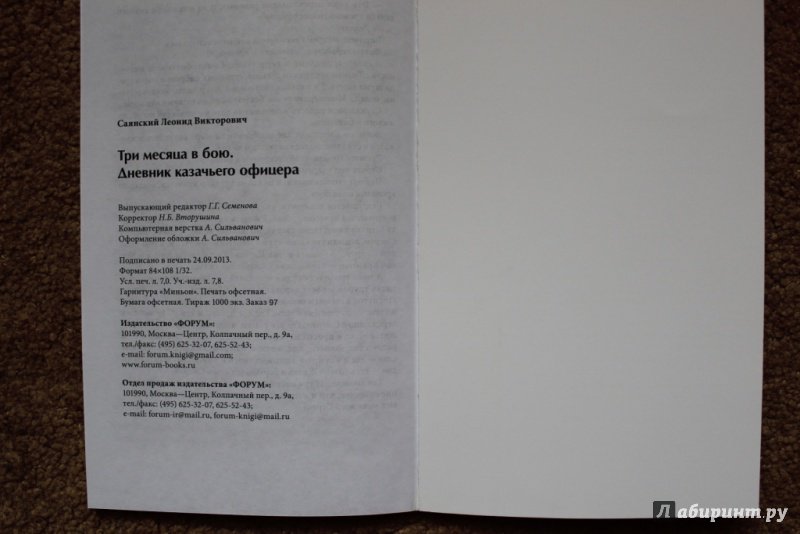 Саянский Леонид Викторович
Три месяца в бою.
Дневник казачьего офицера
Выпускающий редактор Г.Г. Семенова
Корректор Н.Б. Вторушина
Компьютерная верстка А. Сильванович
Оформление обложки А. Сильванович
Подписано в печать 24.09.2013.
Формат 84×108 1/32.
Усл. печ. л. 7,0. Уч.-изд. л. 7,8.
Гарнитура «Миньон». Печать офсетная.
Бумага офсетная. Тираж 1000 экз. Заказ 97
Издательство «ФОРУМ»:
101990, Москва—Центр, Колпачный пер., д. 9а,
тел./факс: (495) 625-32-07, 625-52-43;
e-mail: forum.knigi@gmail.com;
www.forum-books.ru
Отдел продаж издательства «ФОРУМ»:
101990, Москва—Центр, Колпачный пер., д. 9а,
тел./факс: (495) 625-32-07, 625-52-43;
e-mail: forum-ir@mail.ru, forum-knigi@mail.ru
Лабиринт.ру